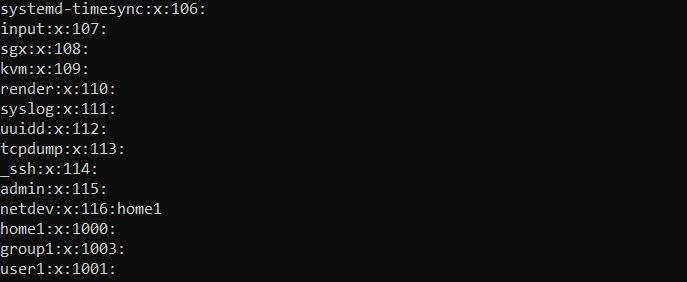 systemd-timesync:x:106:
input:x:107:
sgx:x:108:
kvm:x:109:
render:x:110:
syslog:x:111:
uuidd:x:112:
tcpdump:x:113:
_ssh:x:114:
admin:x:115:
netdev:x:116:home1
home1:x:1000:
group1:x:1003:
user1:x:1001: